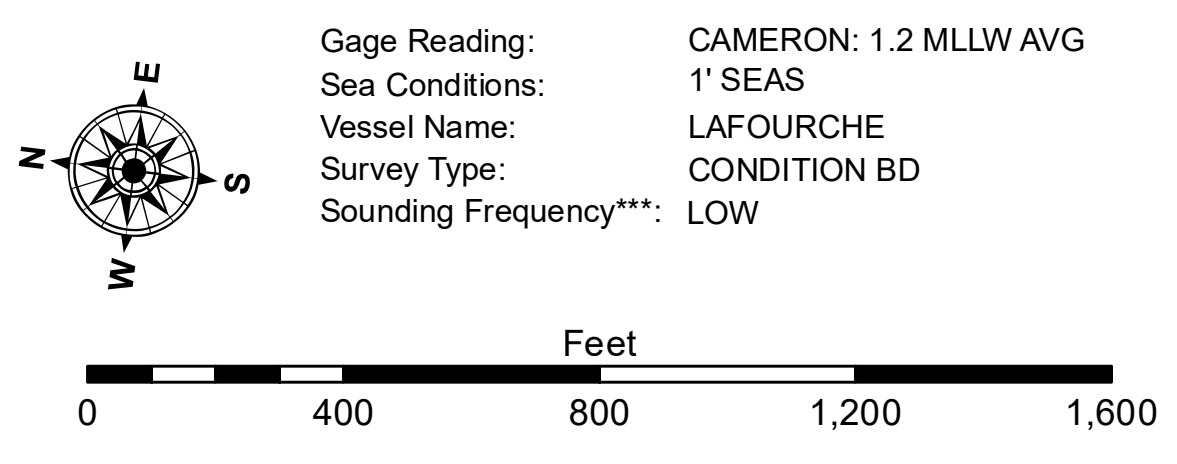 E
N
S
W
Gage Reading: CAMERON: 1.2 MLLW AVG
Sea Conditions: 1' SEAS
Vessel Name: LAFOURCHE
Survey Type: CONDITION BD
Sounding Frequency***: LOW
Feet
0 400 800 1,200 1,600